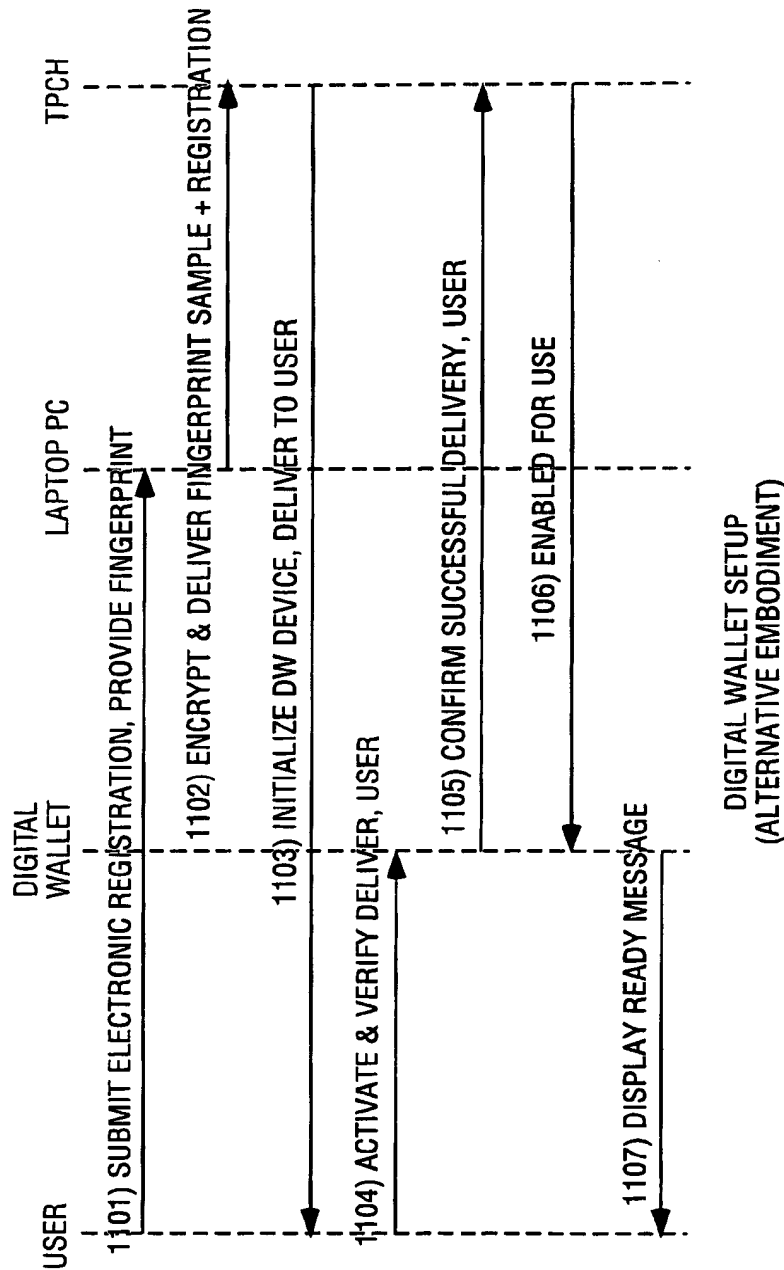 USER
DIGITAL
WALLET
LAPTOP PC
TPCH
1101) SUBMIT ELECTRONIC REGISTRATION, PROVIDE FINGERPRINT
1102) ENCRYPT & DELIVER FINGERPRINT SAMPLE + REGISTRATION
1103) INITIALIZE DW DEVICE, DELIVER TO USER
1104) ACTIVATE & VERIFY DELIVER, USER
1105) CONFIRM SUCCESSFUL DELIVERY, USER
1106) ENABLED FOR USE
1107) DISPLAY READY MESSAGE
DIGITAL WALLET SETUP
(ALTERNATIVE EMBODIMENT)